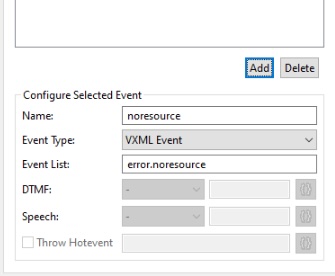 Add Delete
Configure Selected Event
Name: noresource
Event Type: VXML Event
Event List: error.noresource
DTMF: -
Speech: -
Throw Hotevent